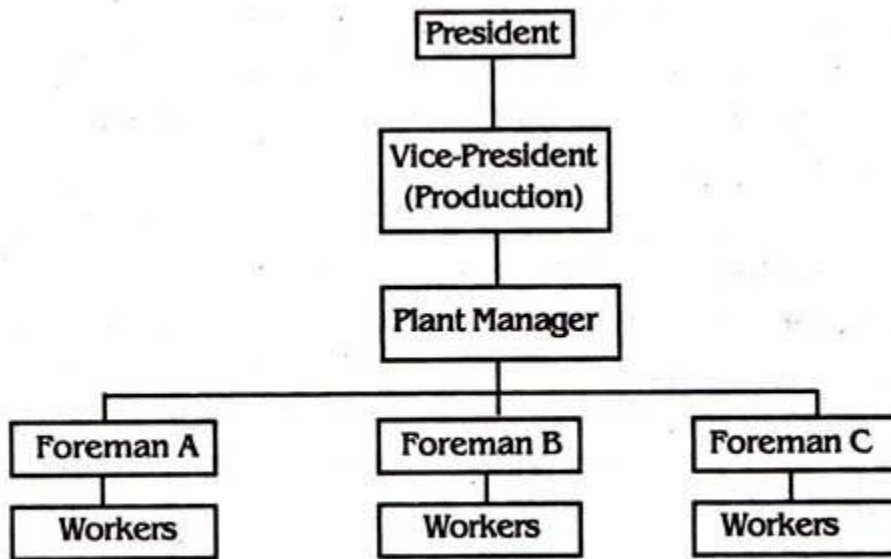 President
Vice-President
(Production)
Plant Manager
Foreman A
Foreman B
Foreman C
Workers
Workers
Workers